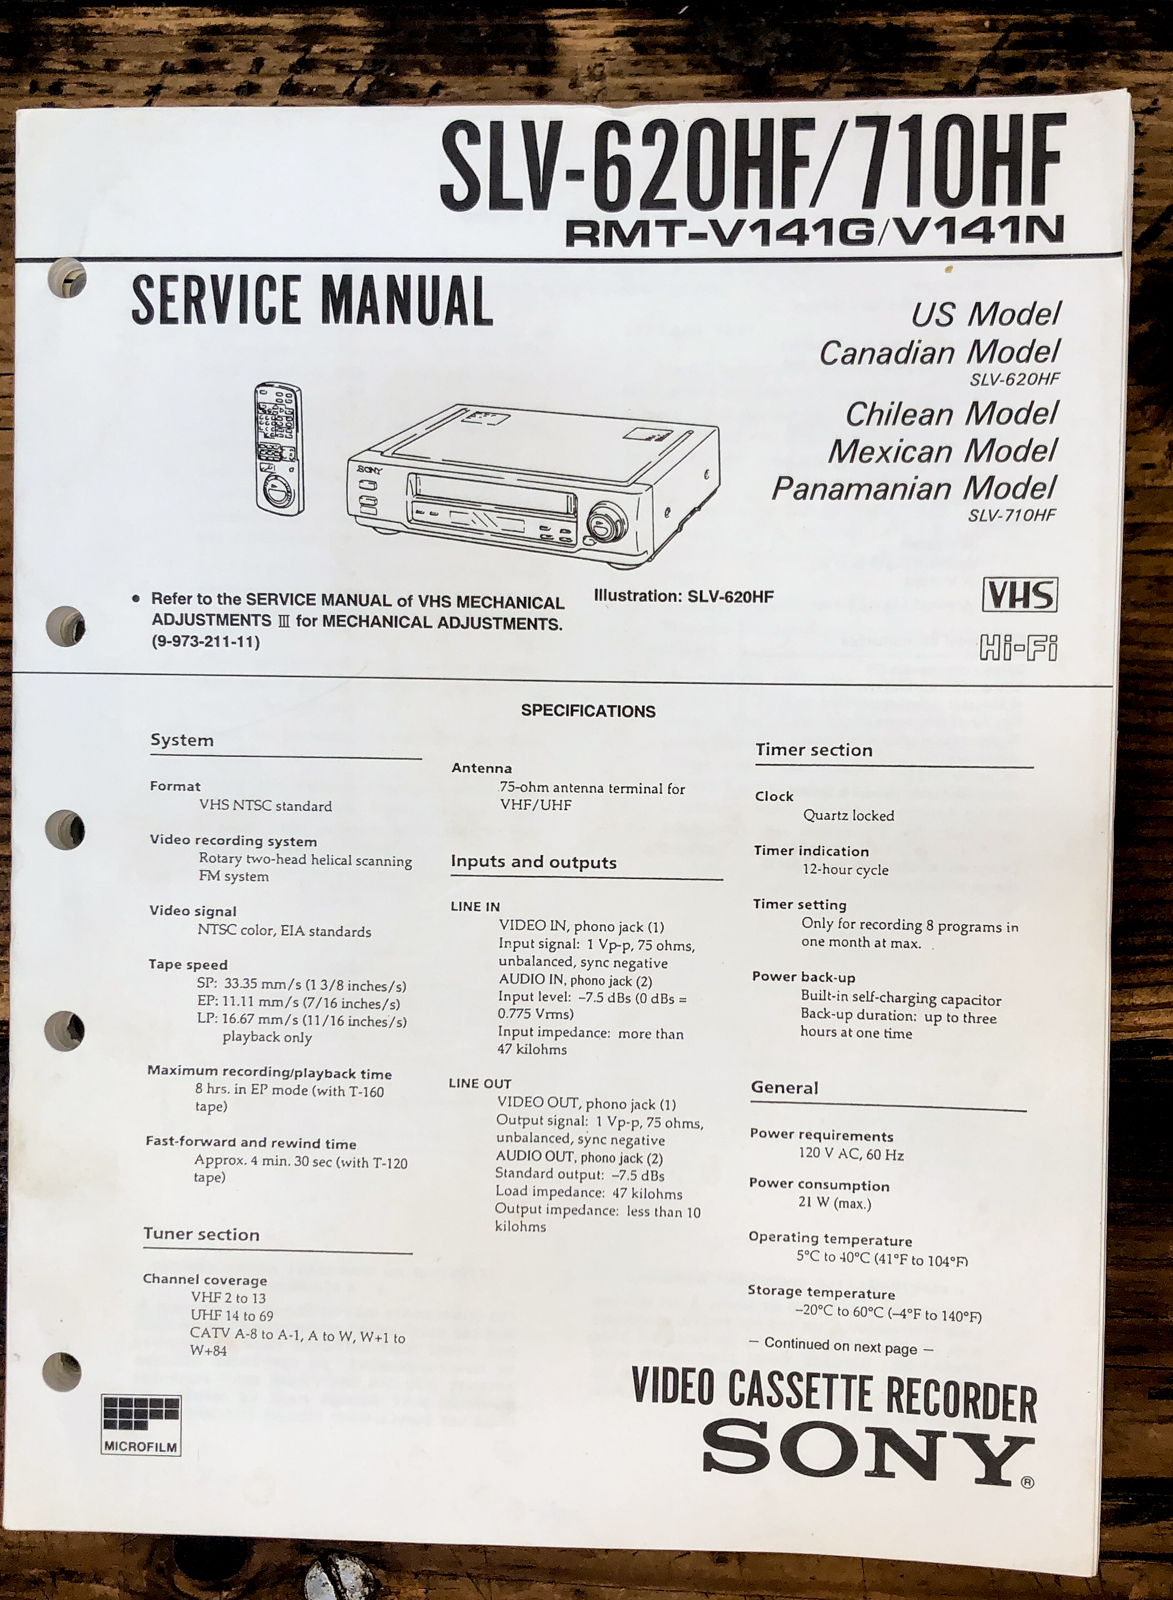 SLV-620HF/710HF
RMT-V141G/V141N
SERVICE MANUAL
US Model
Canadian Model
SLV-620HF
Chilean Model
Mexican Model
Panamanian Model
SLV-710HF
SONY
● Refer to the SERVICE MANUAL of VHS MECHANICAL
ADJUSTMENTS Ⅲ for MECHANICAL ADJUSTMENTS.
(9-973-211-11)
Illustration: SLV-620HF
VHS
Hi-Fi
SPECIFICATIONS
System
Format
VHS NTSC standard
Video recording system
Rotary two-head helical scanning
FM system
Video signal
NTSC color, EIA standards
Tape speed
SP: 33.35 mm/s (1 3/8 inches/s)
EP: 11.11 mm/s (7/16 inches/s)
LP: 16.67 mm/s (11/16 inches/s)
playback only
Maximum recording/playback time
8 hrs. in EP mode (with T-160
tape)
Fast-forward and rewind time
Approx. 4 min. 30 sec (with T-120
tape)
Tuner section
Channel coverage
VHF 2 to 13
UHF 14 to 69
CATV A-8 to A-1, A to W, W+1 to
W+84
Antenna
75-ohm antenna terminal for
VHF/UHF
Inputs and outputs
LINE IN
VIDEO IN, phono jack (1)
Input signal: 1 Vp-p, 75 ohms,
unbalanced, sync negative
AUDIO IN, phono jack (2)
Input level: −7.5 dBs (0 dBs =
0.775 Vrms)
Input impedance: more than
47 kilohms
LINE OUT
VIDEO OUT, phono jack (1)
Output signal: 1 Vp-p, 75 ohms,
unbalanced, sync negative
AUDIO OUT, phono jack (2)
Standard output: −7.5 dBs
Load impedance: 47 kilohms
Output impedance: less than 10
kilohms
Timer section
Clock
Quartz locked
Timer indication
12-hour cycle
Timer setting
Only for recording 8 programs in
one month at max.
Power back-up
Built-in self-charging capacitor
Back-up duration: up to three
hours at one time
General
Power requirements
120 V AC, 60 Hz
Power consumption
21 W (max.)
Operating temperature
5°C to 40°C (41°F to 104°F)
Storage temperature
−20°C to 60°C (−4°F to 140°F)
— Continued on next page —
MICROFILM
VIDEO CASSETTE RECORDER
SONY®